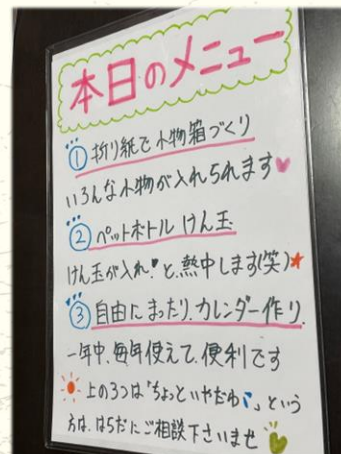 本日のメニュー
① 折り紙で小物箱づくり
いろんな小物が入れられます♥
② ペットボトルけん玉
けん玉が入れ!と、熱中します(笑)★
③ 自由にまったり、カレンダー作り
一年中、毎年使えて、便利です
上の3つは「ちょっといやだわ」、という
方は、はらだにご相談下さいませ